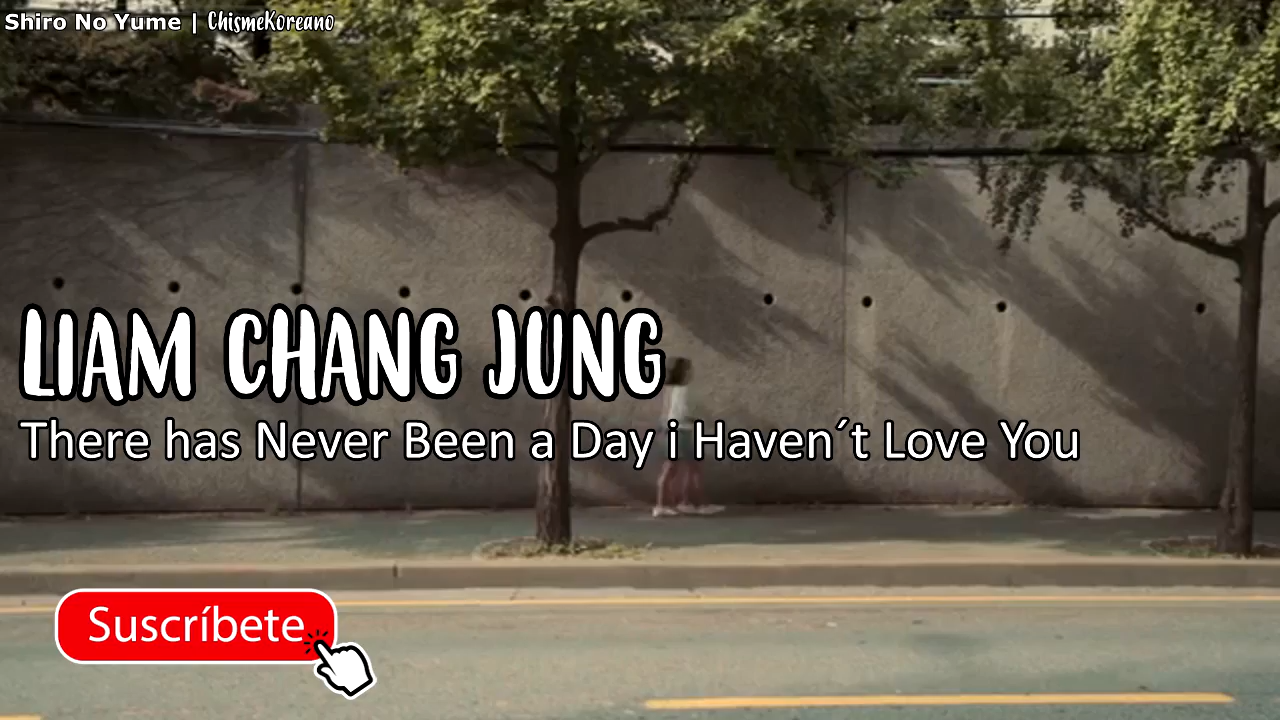 Shiro No Yume | ChismeKoreano
LIAM CHANG JUNG
There has Never Been a Day i Haven´t Love You
Suscríbete